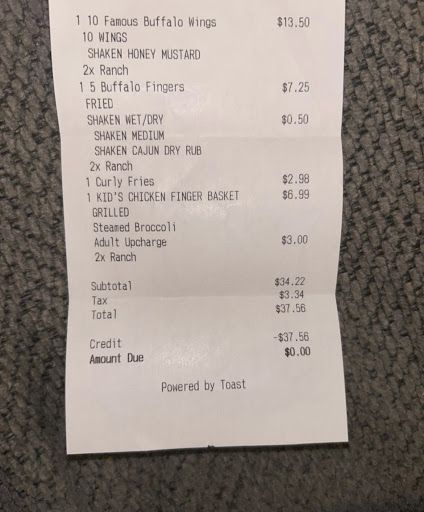 1 10 Famous Buffalo Wings $13.50
10 WINGS
SHAKEN HONEY MUSTARD
2x Ranch
1 5 Buffalo Fingers $7.25
FRIED
SHAKEN WET/DRY $0.50
SHAKEN MEDIUM
SHAKEN CAJUN DRY RUB
2x Ranch
1 Curly Fries $2.98
1 KID'S CHICKEN FINGER BASKET $6.99
GRILLED
Steamed Broccoli
Adult Upcharge $3.00
2x Ranch
Subtotal $34.22
Tax $3.34
Total $37.56
Credit -$37.56
Amount Due $0.00
Powered by Toast